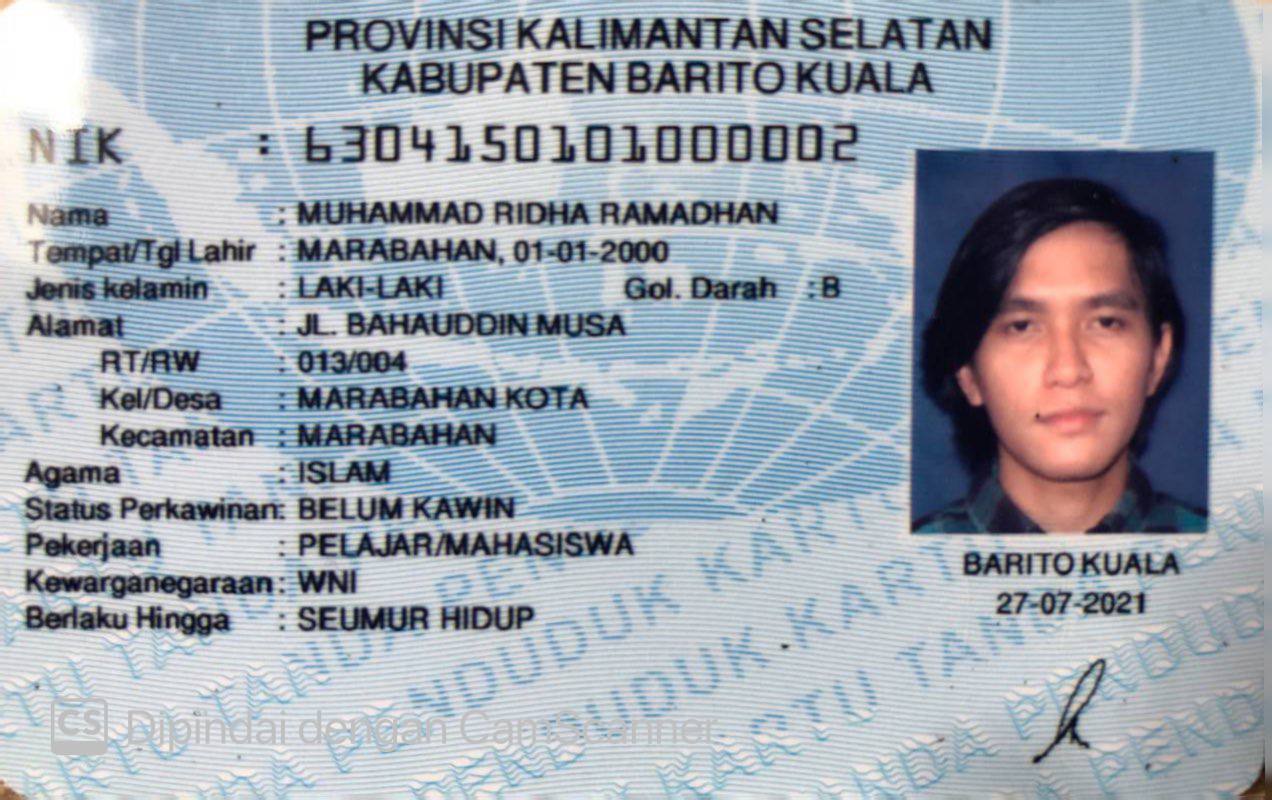 PROVINSI KALIMANTAN SELATAN
KABUPATEN BARITO KUALA
NIK : 6304150101000002
Nama : MUHAMMAD RIDHA RAMADHAN
Tempat/Tgl Lahir : MARABAHAN, 01-01-2000
Jenis kelamin : LAKI-LAKI Gol. Darah : B
Alamat : JL. BAHAUDDIN MUSA
RT/RW : 013/004
Kel/Desa : MARABAHAN KOTA
Kecamatan : MARABAHAN
Agama : ISLAM
Status Perkawinan: BELUM KAWIN
Pekerjaan : PELAJAR/MAHASISWA
Kewarganegaraan: WNI
Berlaku Hingga : SEUMUR HIDUP
BARITO KUALA
27-07-2021
CS Dipindai dengan CamScanner